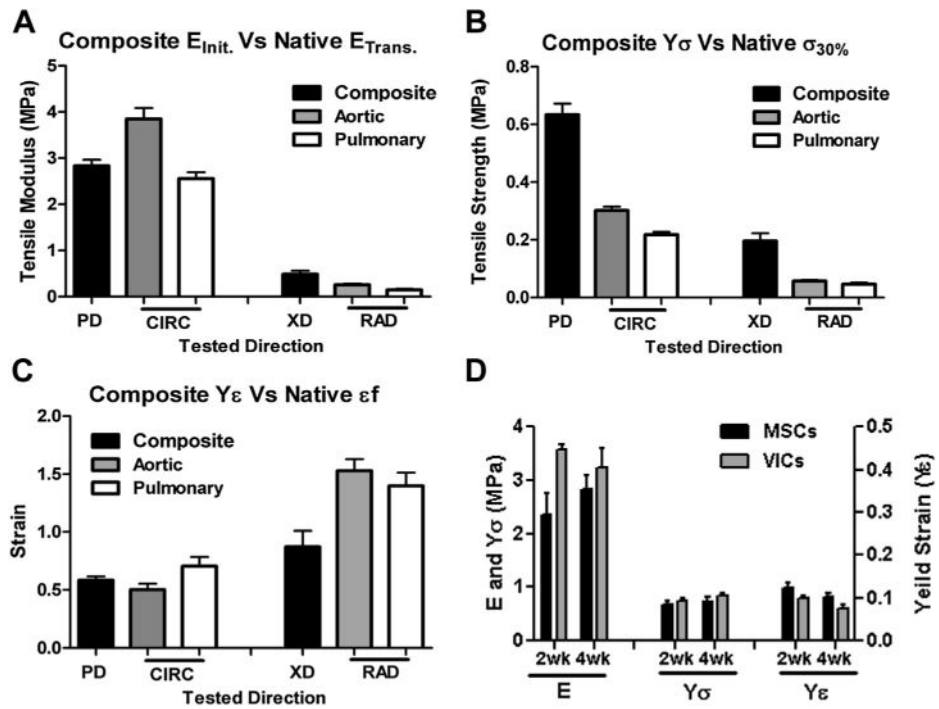 A
Composite E Init. Vs Native E Trans.
Tensile Modulus (MPa)
5
4
3
2
1
0
Composite
Aortic
Pulmonary
PD
CIRC
XD
RAD
Tested Direction
B
Composite Yσ Vs Native σ30%
Tensile Strength (MPa)
0.8
0.6
0.4
0.2
0.0
Composite
Aortic
Pulmonary
PD
CIRC
XD
RAD
Tested Direction
C
Composite Yε Vs Native εf
Strain
2.0
1.5
1.0
0.5
0.0
Composite
Aortic
Pulmonary
PD
CIRC
XD
RAD
Tested Direction
D
E and Yσ (MPa)
4
3
2
1
0
MSCs
VICs
0.5
0.4
0.3
0.2
0.1
0.0
Yeild Strain (Yε)
2wk 4wk 2wk 4wk 2wk 4wk
E Yσ Yε